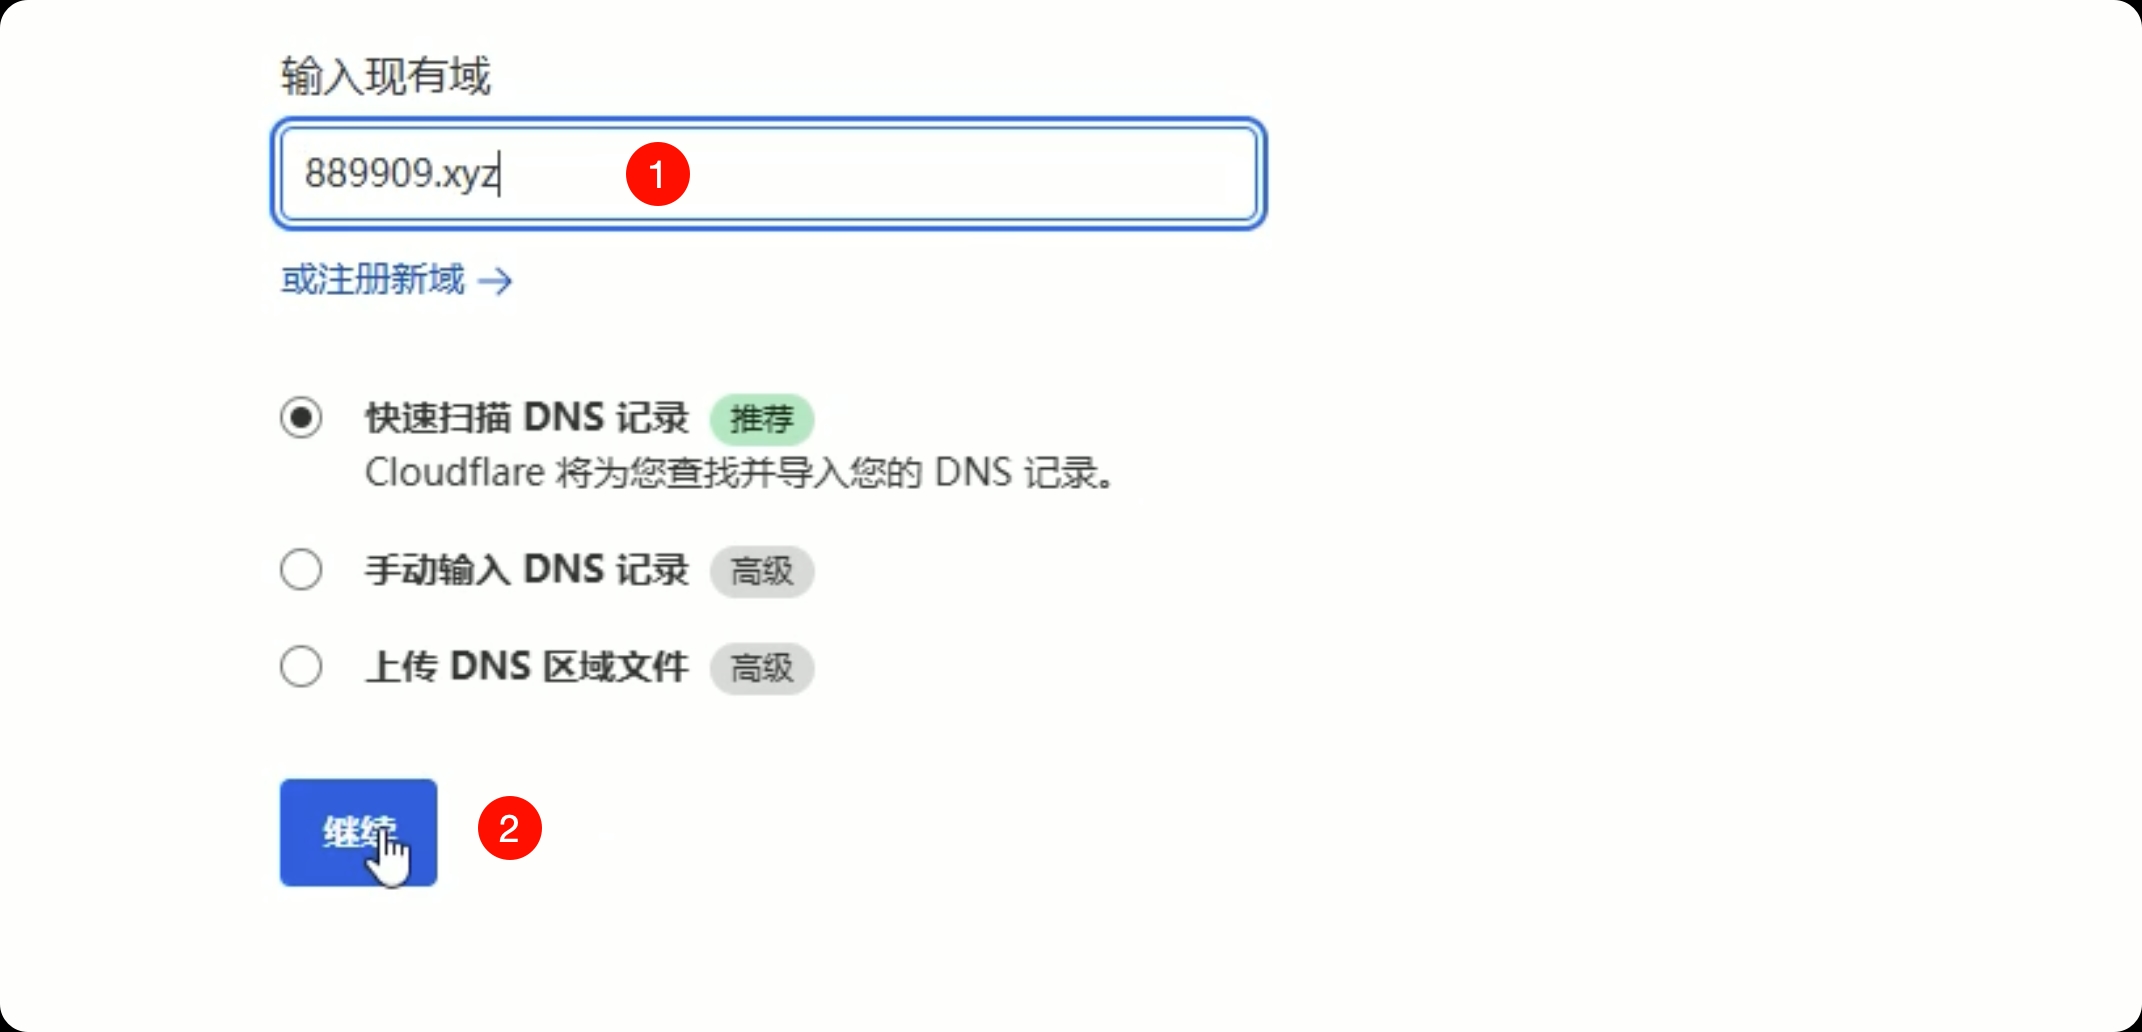 输入现有域
889909.xyz
1
或注册新域 →
快速扫描 DNS 记录 推荐
Cloudflare 将为您查找并导入您的 DNS 记录。
手动输入 DNS 记录 高级
上传 DNS 区域文件 高级
继续
2